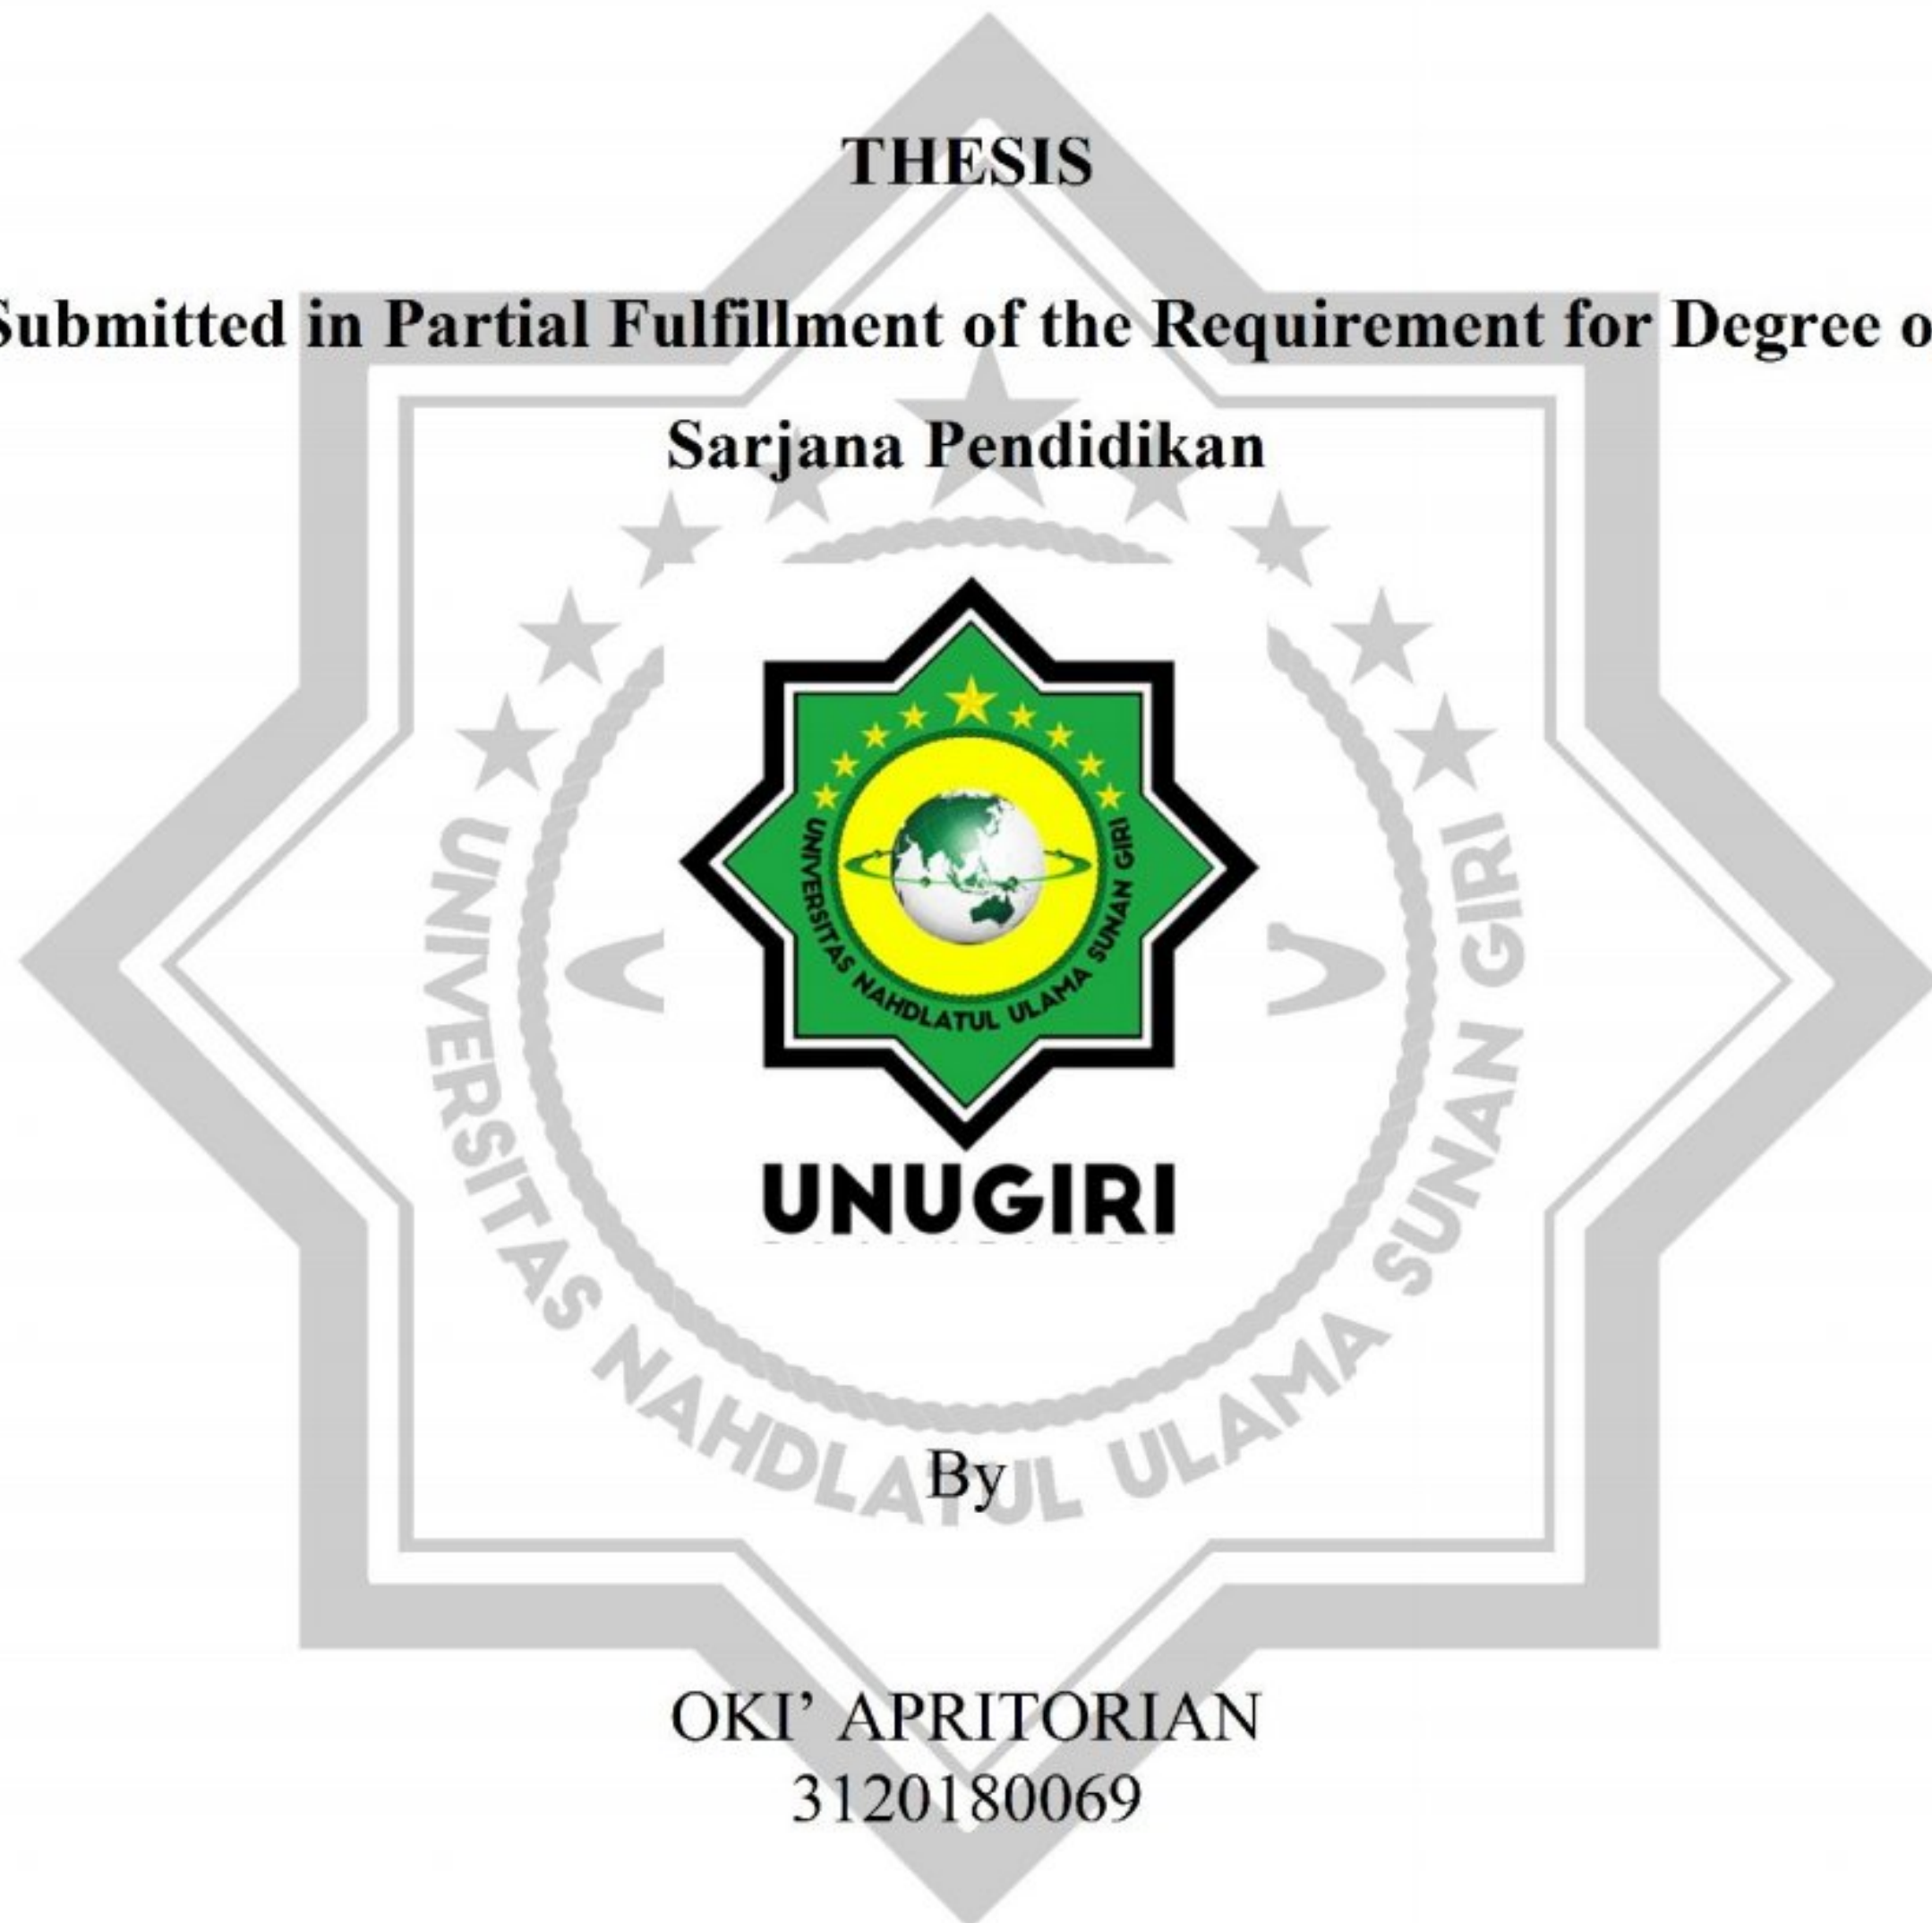 THESIS
Submitted in Partial Fulfillment of the Requirement for Degree o
Sarjana Pendidikan
UNIVERSITAS NAHDLATUL ULAMA SUNAN GIRI
UNIVERSITAS NAHDLATUL ULAMA SUNAN GIRI
UNUGIRI
By
OKI’ APRITORIAN
3120180069